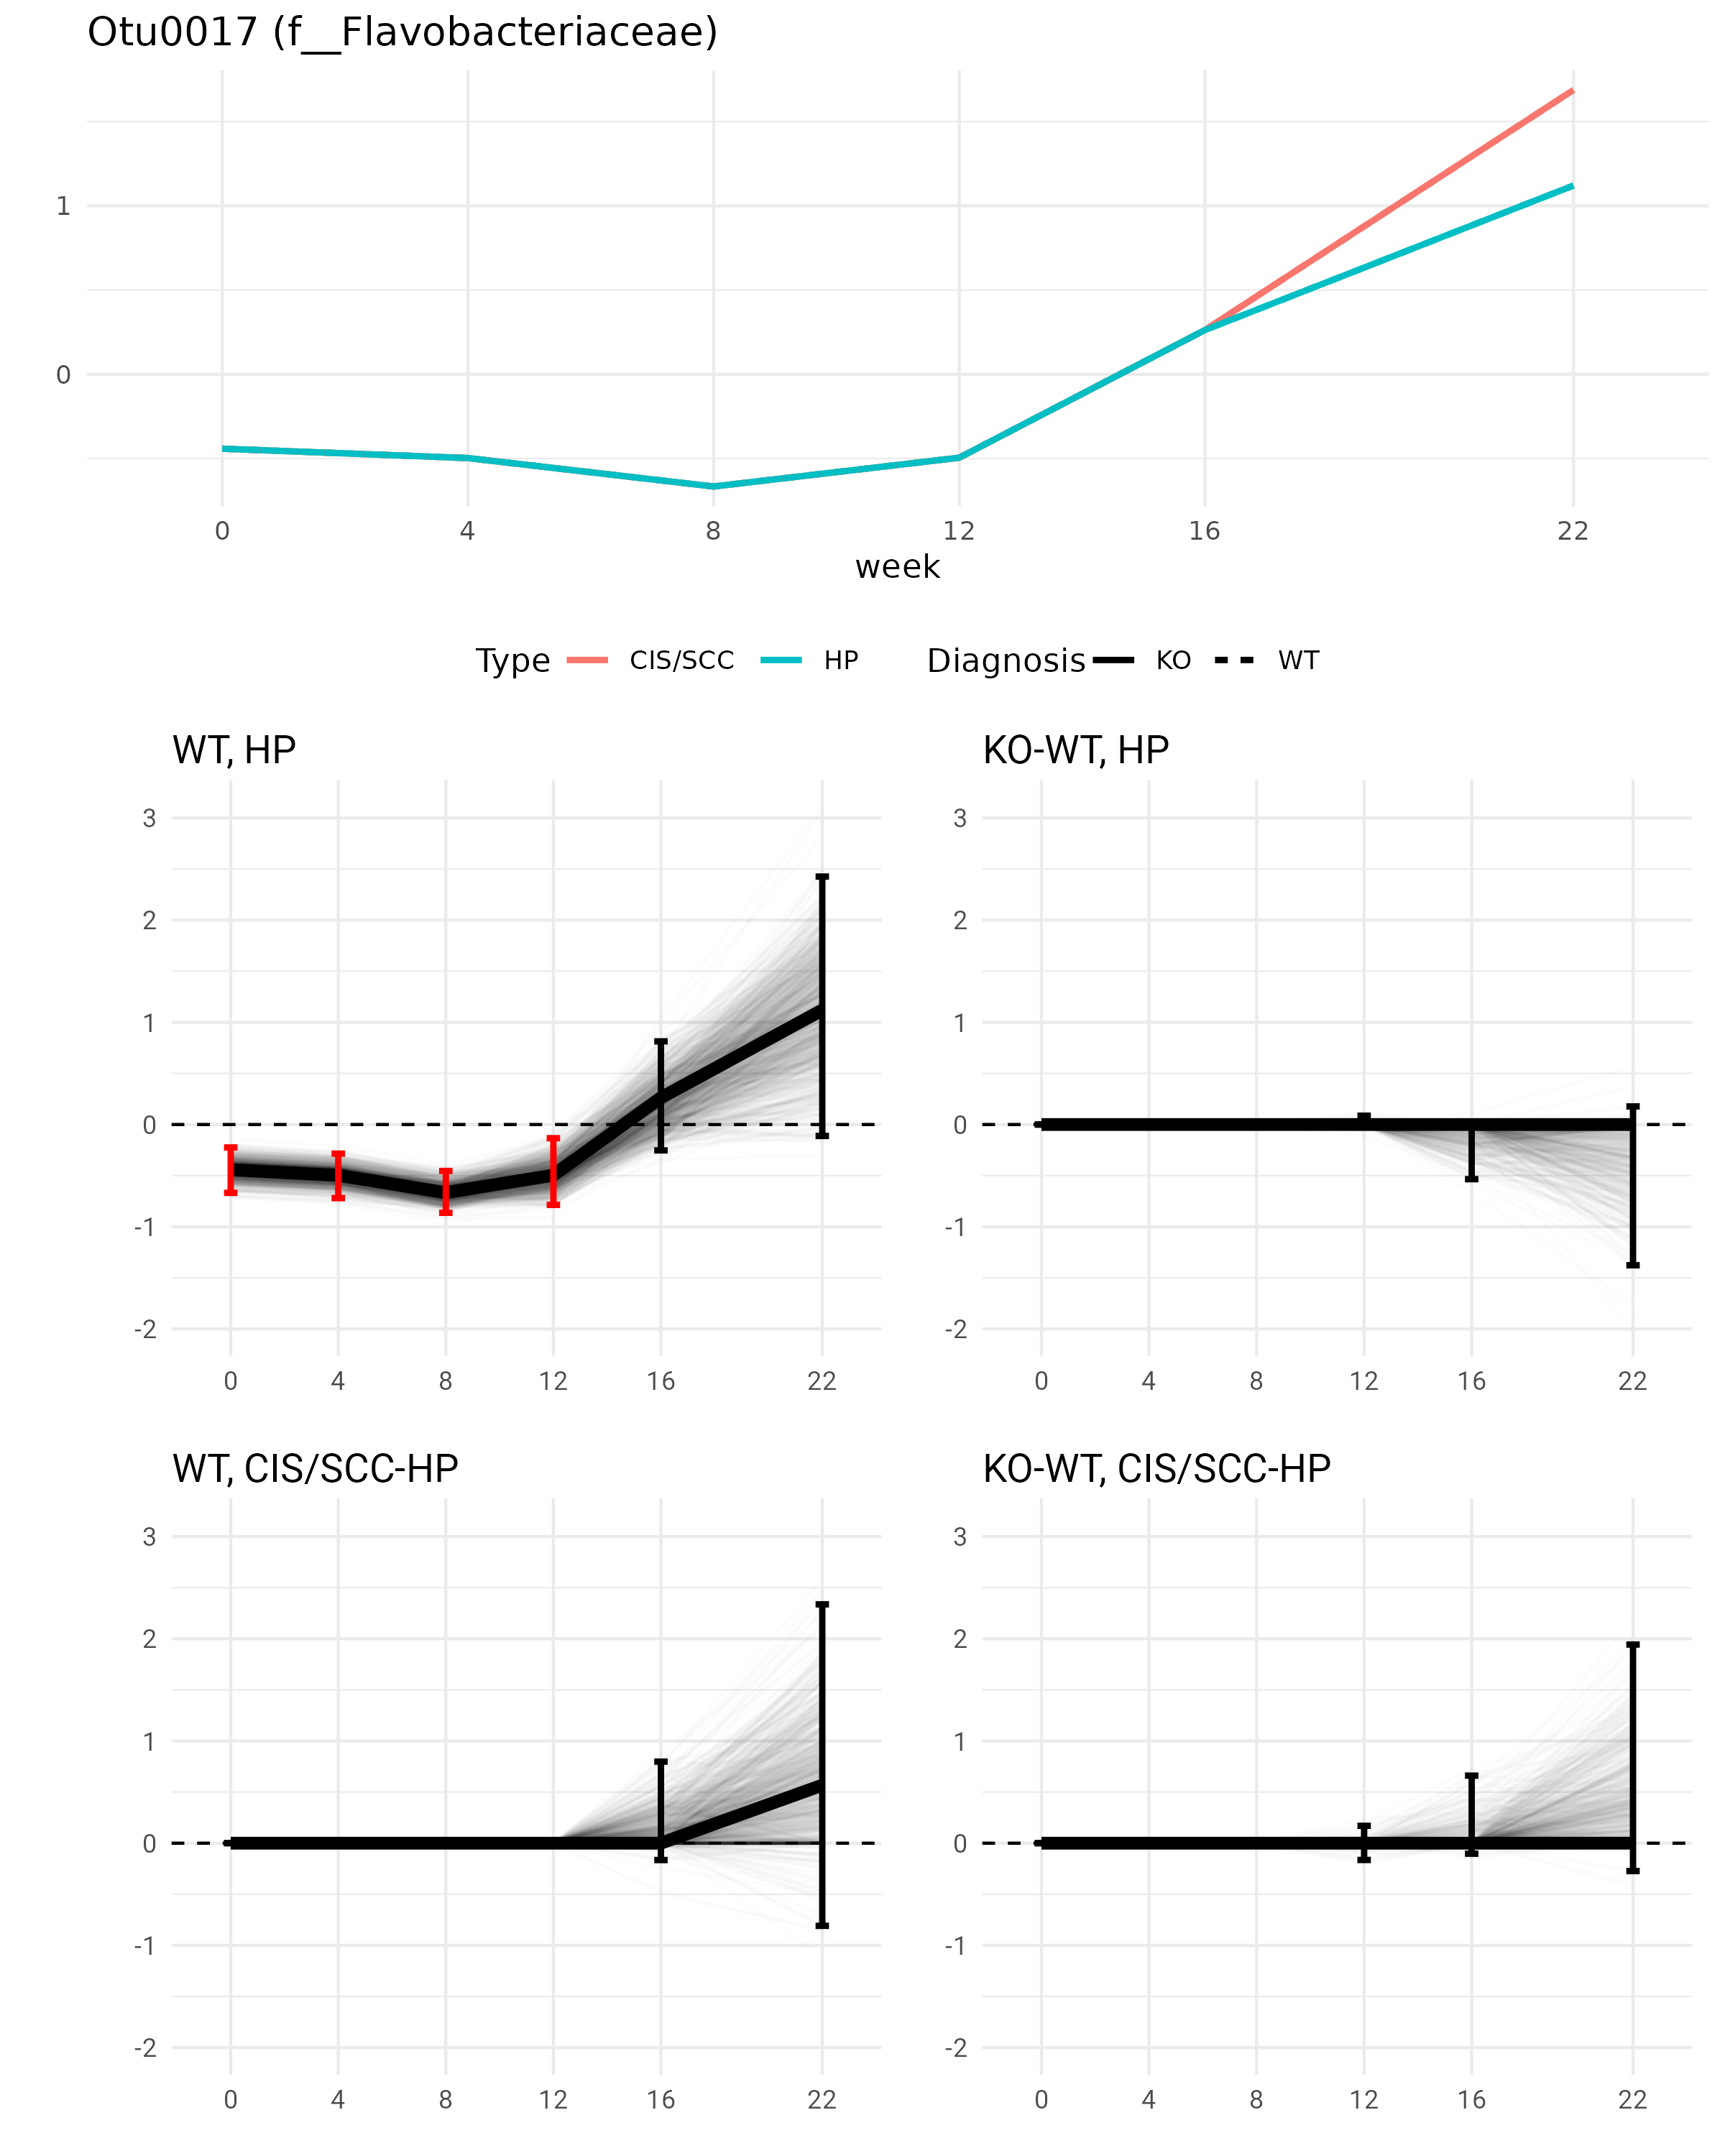 Otu0017 (f__Flavobacteriaceae)
1
0
0 4 8 12 16 22
week
Type CIS/SCC HP Diagnosis KO WT
WT, HP
3
2
1
0
-1
-2
0 4 8 12 16 22
KO-WT, HP
3
2
1
0
-1
-2
0 4 8 12 16 22
WT, CIS/SCC-HP
3
2
1
0
-1
-2
0 4 8 12 16 22
KO-WT, CIS/SCC-HP
3
2
1
0
-1
-2
0 4 8 12 16 22